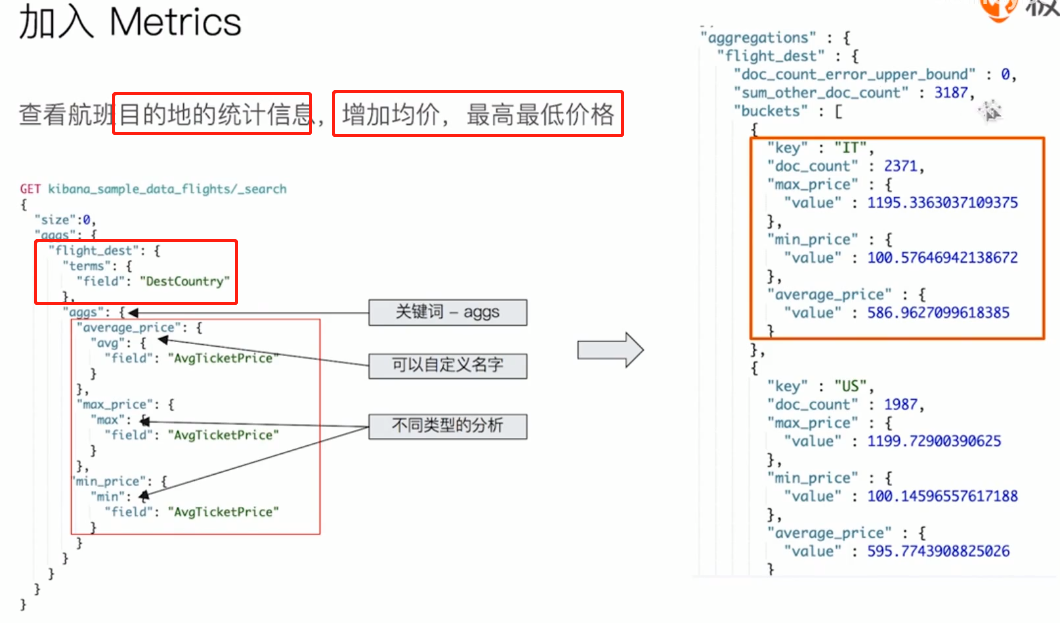 加入 Metrics
查看航班目的地的统计信息，增加均价，最高最低价格
GET kibana_sample_data_flights/_search
{
"size":0,
"aggs": {
"flight_dest": {
"terms": {
"field": "DestCountry"
},
"aggs": {
"average_price": {
"avg": {
"field": "AvgTicketPrice"
}
},
"max_price": {
"max": {
"field": "AvgTicketPrice"
}
},
"min_price": {
"min": {
"field": "AvgTicketPrice"
}
}
}
}
}
}
关键词 – aggs
可以自定义名字
不同类型的分析
"aggregations" : {
"flight_dest" : {
"doc_count_error_upper_bound" : 0,
"sum_other_doc_count" : 3187,
"buckets" : [
{
"key" : "IT",
"doc_count" : 2371,
"max_price" : {
"value" : 1195.3363037109375
},
"min_price" : {
"value" : 100.57646942138672
},
"average_price" : {
"value" : 586.9627099618385
}
},
{
"key" : "US",
"doc_count" : 1987,
"max_price" : {
"value" : 1199.72900390625
},
"min_price" : {
"value" : 100.14596557617188
},
"average_price" : {
"value" : 595.7743908825026
}